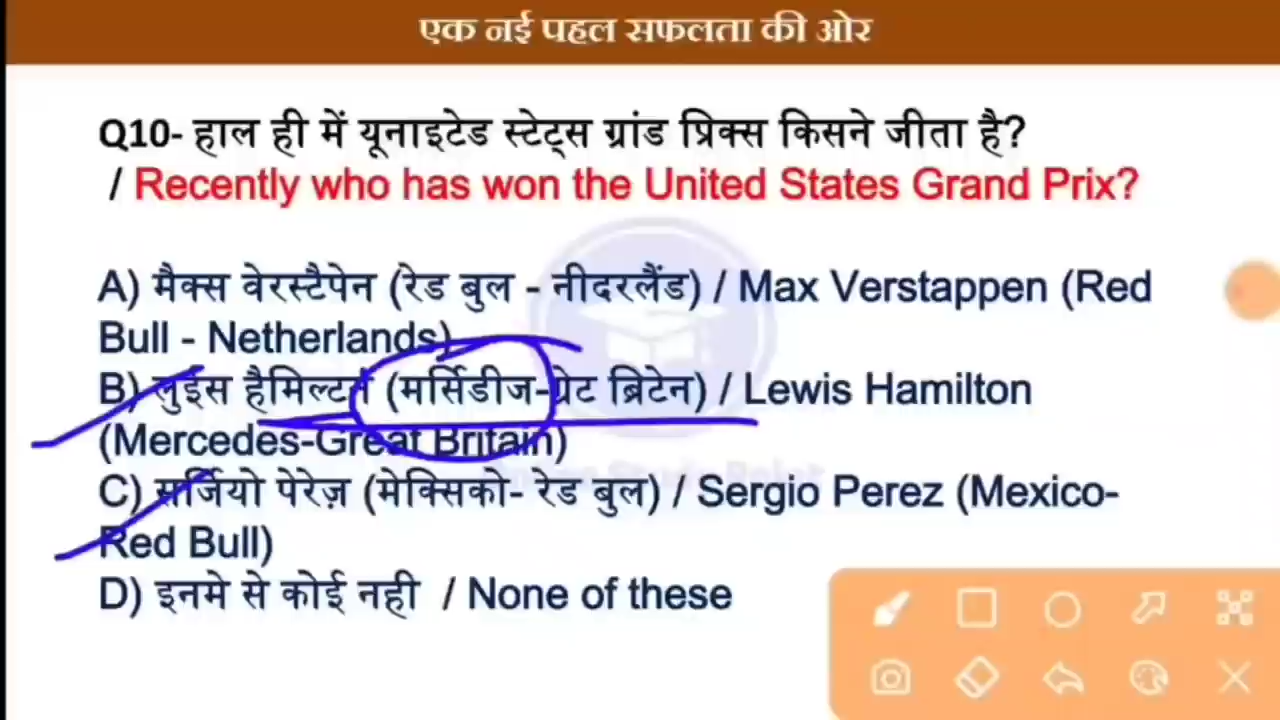 एक नई पहल सफलता की ओर
Q10- हाल ही में यूनाइटेड स्टेट्स ग्रांड प्रिक्स किसने जीता है?
/ Recently who has won the United States Grand Prix?
A) मैक्स वेरस्टैपेन (रेड बुल - नीदरलैंड) / Max Verstappen (Red
Bull - Netherlands)
B) लुईस हैमिल्टन (मर्सिडीज-ग्रेट ब्रिटेन) / Lewis Hamilton
(Mercedes-Great Britain)
C) सर्जियो पेरेज़ (मेक्सिको- रेड बुल) / Sergio Perez (Mexico-
Red Bull)
D) इनमे से कोई नही / None of these